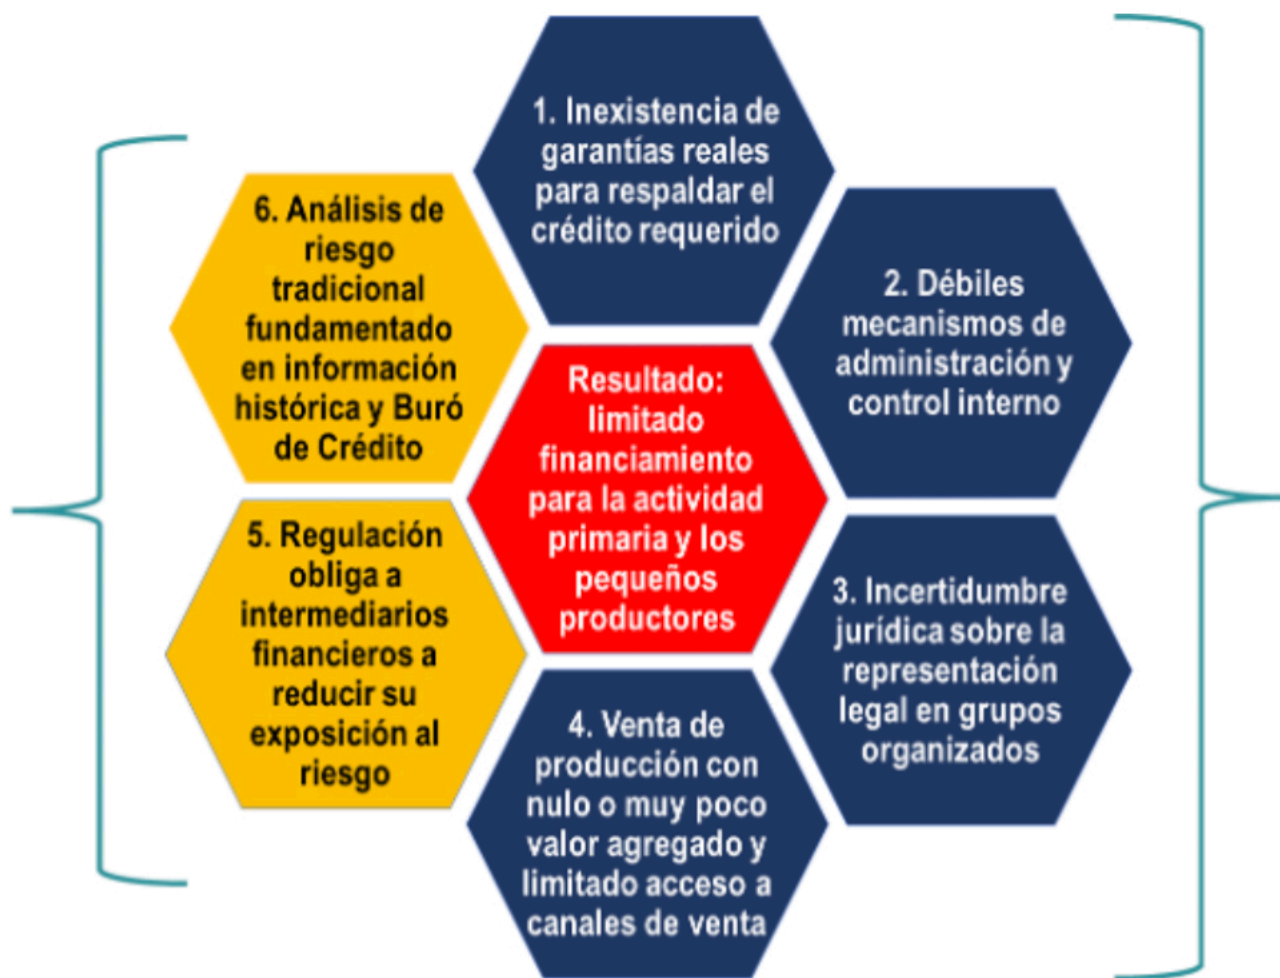 1. Inexistencia de
garantías reales
para respaldar el
crédito requerido
2. Débiles
mecanismos de
administración y
control interno
3. Incertidumbre
jurídica sobre la
representación
legal en grupos
organizados
4. Venta de
producción con
nulo o muy poco
valor agregado y
limitado acceso a
canales de venta
5. Regulación
obliga a
intermediarios
financieros a
reducir su
exposición al
riesgo
6. Análisis de
riesgo
tradicional
fundamentado
en información
histórica y Buró
de Crédito
Resultado:
limitado
financiamiento
para la actividad
primaria y los
pequeños
productores